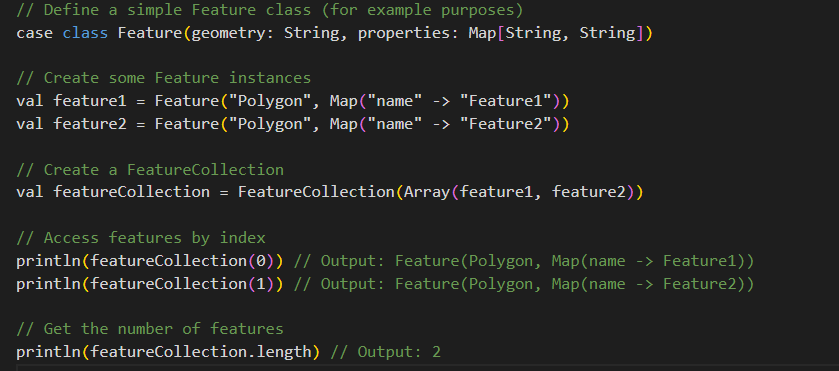 // Define a simple Feature class (for example purposes)
case class Feature(geometry: String, properties: Map[String, String])
// Create some Feature instances
val feature1 = Feature("Polygon", Map("name" -> "Feature1"))
val feature2 = Feature("Polygon", Map("name" -> "Feature2"))
// Create a FeatureCollection
val featureCollection = FeatureCollection(Array(feature1, feature2))
// Access features by index
println(featureCollection(0)) // Output: Feature(Polygon, Map(name -> Feature1))
println(featureCollection(1)) // Output: Feature(Polygon, Map(name -> Feature2))
// Get the number of features
println(featureCollection.length) // Output: 2